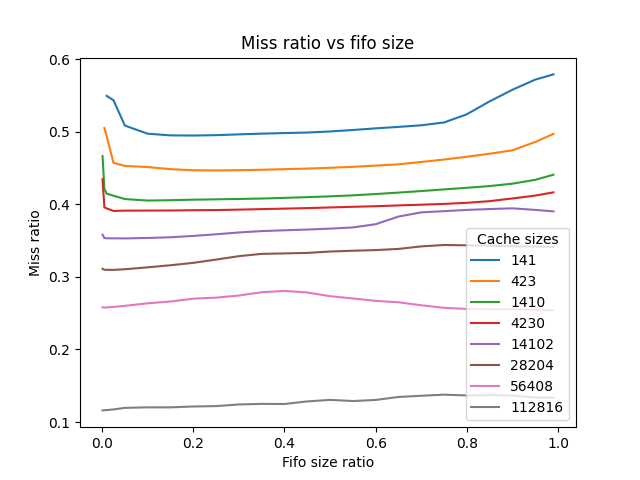 Miss ratio vs fifo size
0.6
0.5
0.4
0.3
0.2
0.1
Miss ratio
Cache sizes
141
423
1410
4230
14102
28204
56408
112816
0.0 0.2 0.4 0.6 0.8 1.0
Fifo size ratio